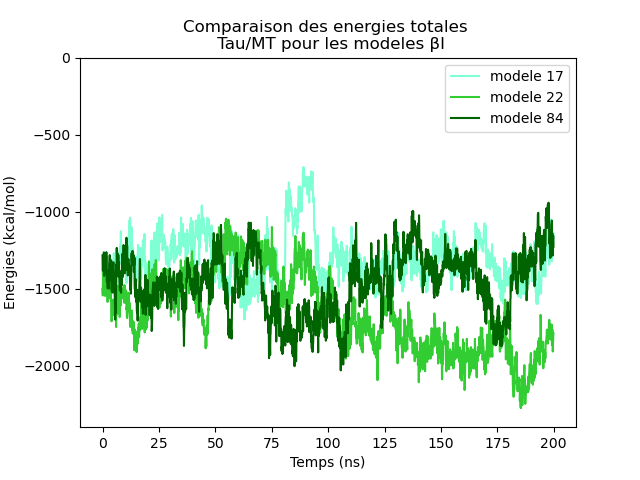 Comparaison des energies totales
Tau/MT pour les modeles βI
modele 17
modele 22
modele 84
Energies (kcal/mol)
0
−500
−1000
−1500
−2000
0 25 50 75 100 125 150 175 200
Temps (ns)